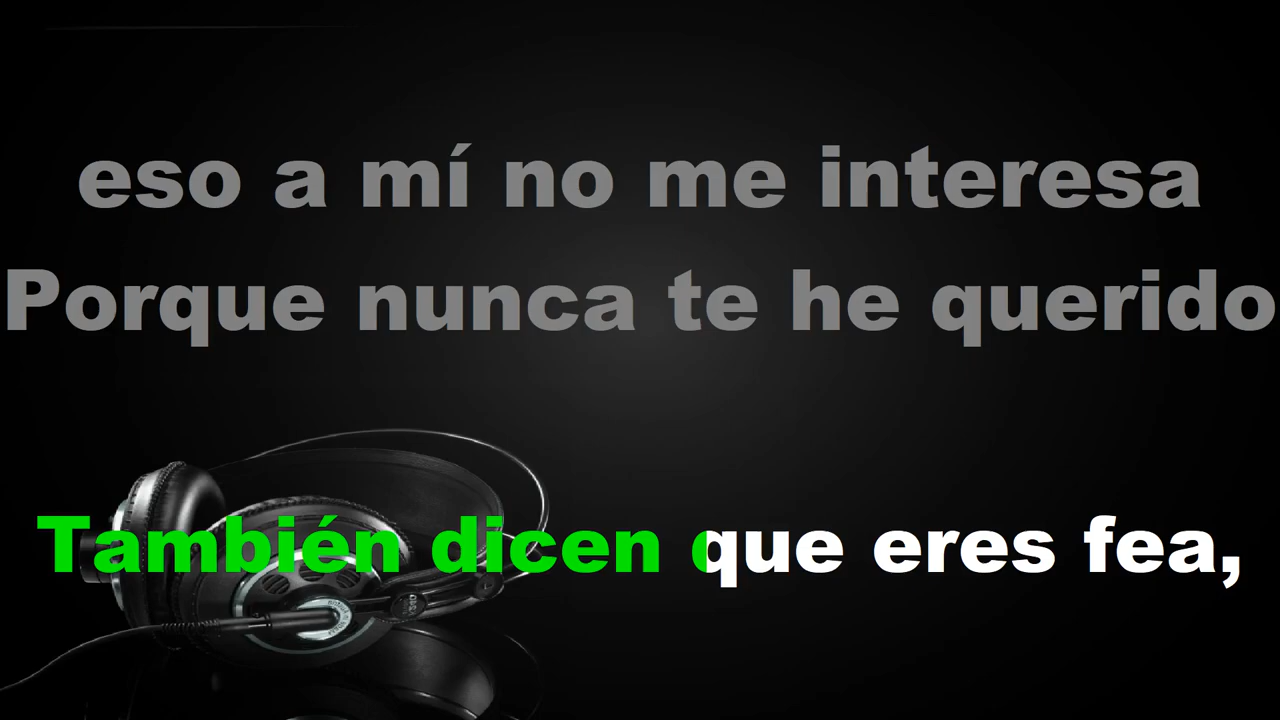 eso a mí no me interesa
Porque nunca te he querido
También dicen que eres fea,